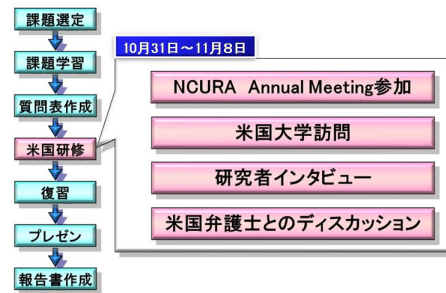 課題選定
課題学習
質問表作成
米国研修
復習
プレゼン
報告書作成
10月31日～11月8日
NCURA Annual Meeting参加
米国大学訪問
研究者インタビュー
米国弁護士とのディスカッション